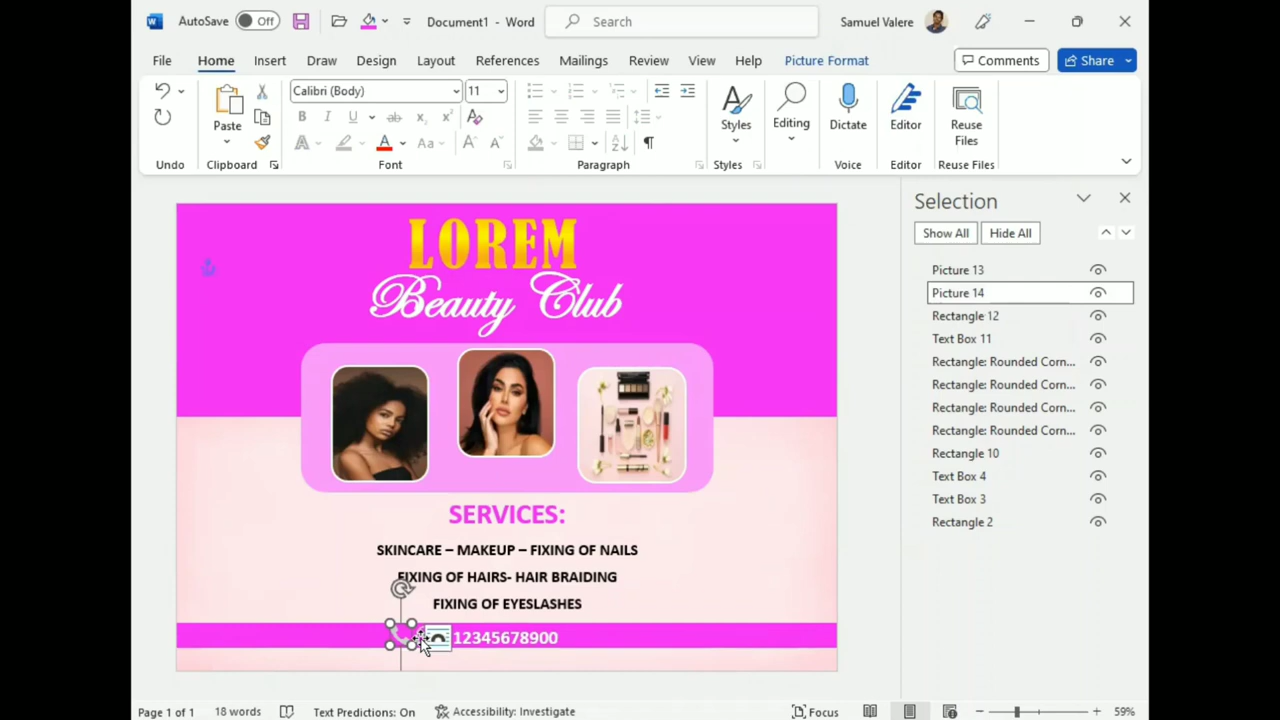 AutoSave Off Document1 - Word Search Samuel Valere
File Home Insert Draw Design Layout References Mailings Review View Help Picture Format Comments Share
Calibri (Body) 11
Paste Styles Editing Dictate Editor Reuse Files
Undo Clipboard Font Paragraph Styles Voice Editor Reuse Files
Selection
Show All Hide All
Picture 13
Picture 14
Rectangle 12
Text Box 11
Rectangle: Rounded Corn...
Rectangle: Rounded Corn...
Rectangle: Rounded Corn...
Rectangle: Rounded Corn...
Rectangle 10
Text Box 4
Text Box 3
Rectangle 2
LOREM
Beauty Club
SERVICES:
SKINCARE – MAKEUP – FIXING OF NAILS
FIXING OF HAIRS- HAIR BRAIDING
FIXING OF EYESLASHES
12345678900
Page 1 of 1 18 words Text Predictions: On Accessibility: Investigate Focus 59%